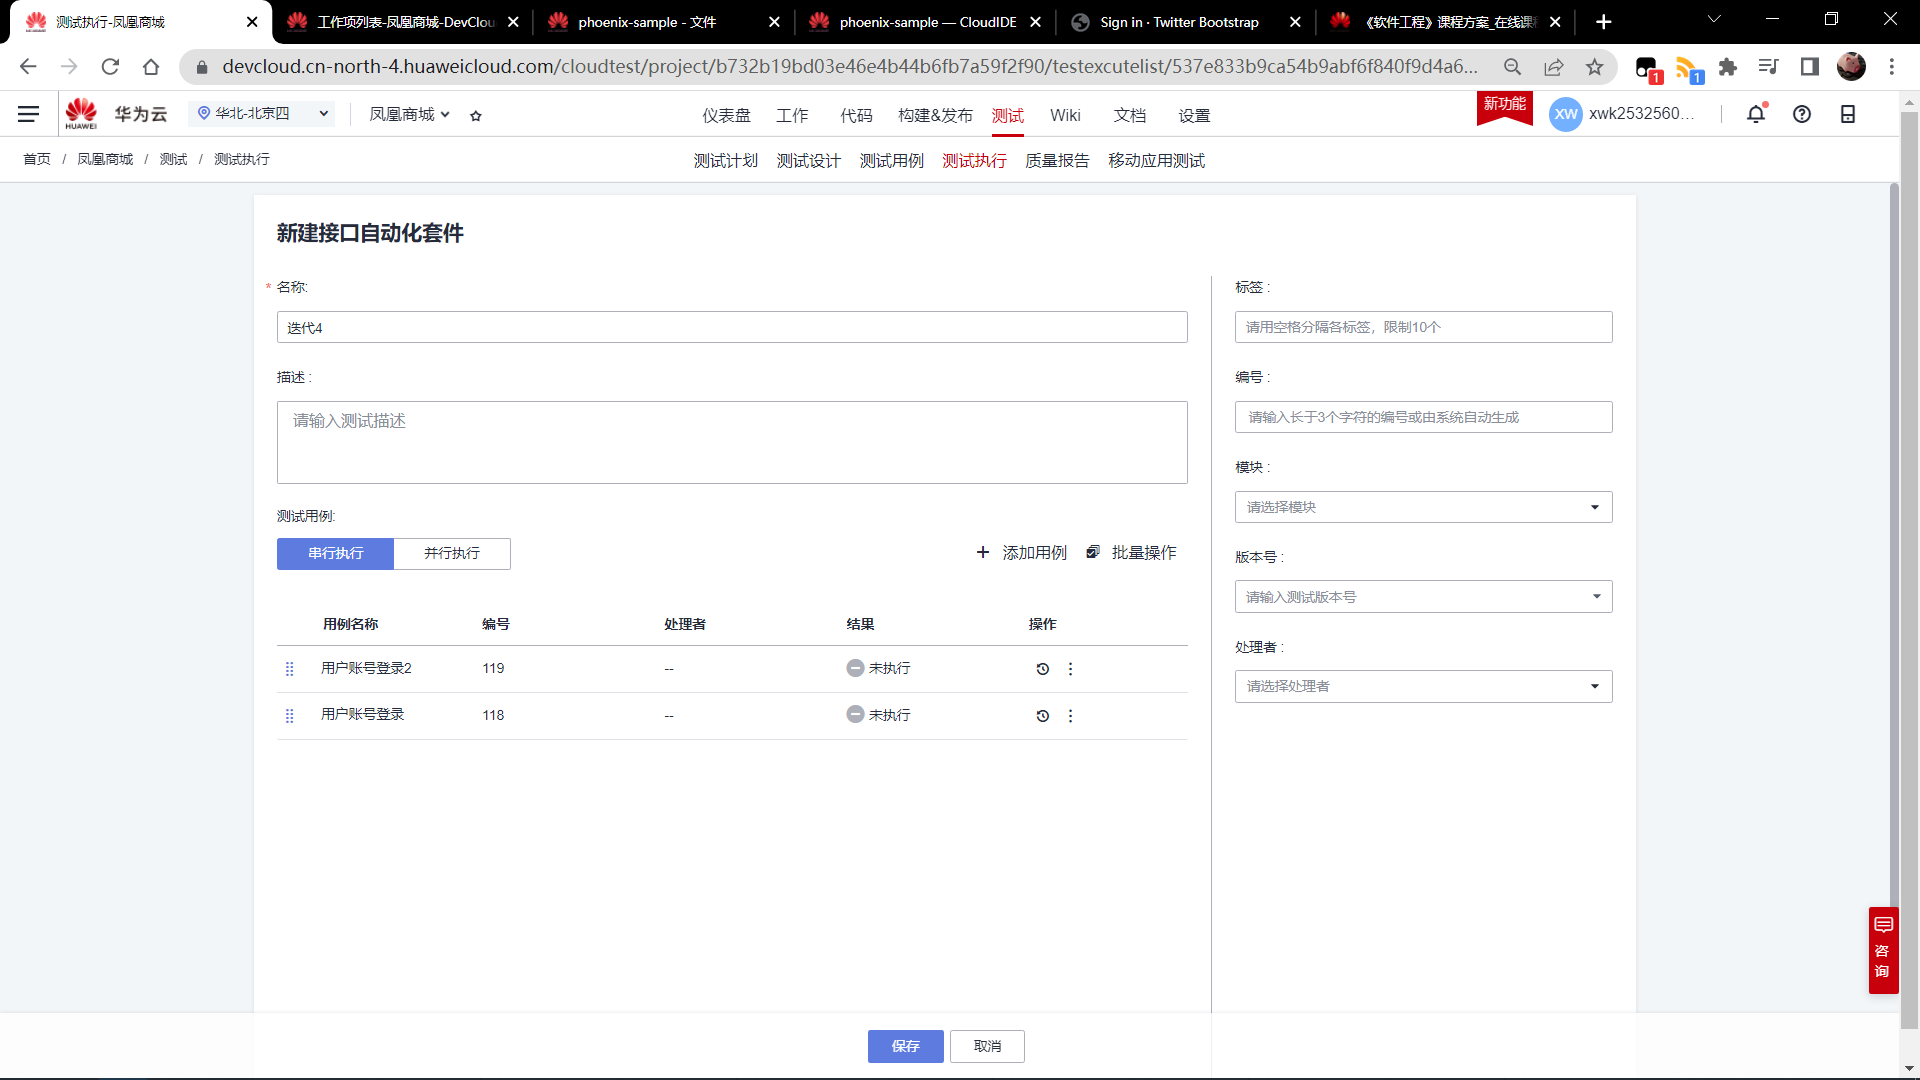 测试执行-凤凰商城
工作项列表-凤凰商城-DevClou
phoenix-sample - 文件
phoenix-sample — CloudIDE
Sign in · Twitter Bootstrap
《软件工程》课程方案_在线课
devcloud.cn-north-4.huaweicloud.com/cloudtest/project/b732b19bd03e46e4b44b6fb7a59f2f90/testexcutelist/537e833b9ca54b9abf6f840f9d4a6...
1
1
HUAWEI
华为云
华北-北京四
凤凰商城
仪表盘
工作
代码
构建&发布
测试
Wiki
文档
设置
新功能
XW
xwk2532560...
首页 / 凤凰商城 / 测试 / 测试执行
测试计划
测试设计
测试用例
测试执行
质量报告
移动应用测试
新建接口自动化套件
* 名称:
迭代4
描述 :
请输入测试描述
测试用例:
串行执行
并行执行
添加用例
批量操作
用例名称 编号 处理者 结果 操作
用户账号登录2 119 -- 未执行
用户账号登录 118 -- 未执行
标签 :
请用空格分隔各标签，限制10个
编号 :
请输入长于3个字符的编号或由系统自动生成
模块 :
请选择模块
版本号 :
请输入测试版本号
处理者 :
请选择处理者
咨
询
保存
取消